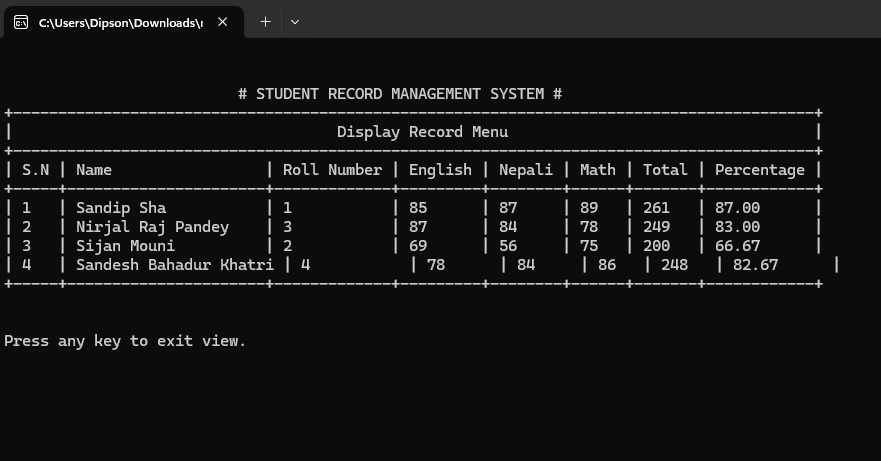 C:\Users\Dipson\Downloads\r
# STUDENT RECORD MANAGEMENT SYSTEM #
Display Record Menu
| S.N | Name | Roll Number | English | Nepali | Math | Total | Percentage |
| 1 | Sandip Sha | 1 | 85 | 87 | 89 | 261 | 87.00 |
| 2 | Nirjal Raj Pandey | 3 | 87 | 84 | 78 | 249 | 83.00 |
| 3 | Sijan Mouni | 2 | 69 | 56 | 75 | 200 | 66.67 |
| 4 | Sandesh Bahadur Khatri | 4 | 78 | 84 | 86 | 248 | 82.67 |
Press any key to exit view.